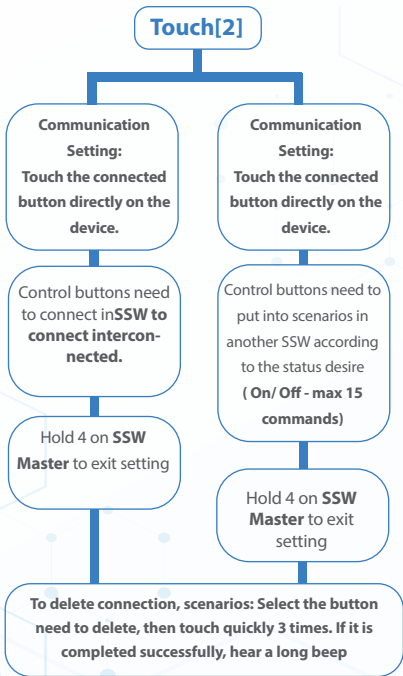 Touch[2]
Communication
Setting:
Touch the connected
button directly on the
device.
Control buttons need
to connect inSSW to
connect intercon-
nected.
Hold 4 on SSW
Master to exit setting
Communication
Setting:
Touch the connected
button directly on the
device.
Control buttons need to
put into scenarios in
another SSW according
to the status desire
( On/ Off - max 15
commands)
Hold 4 on SSW
Master to exit
setting
To delete connection, scenarios: Select the button
need to delete, then touch quickly 3 times. If it is
completed successfully, hear a long beep